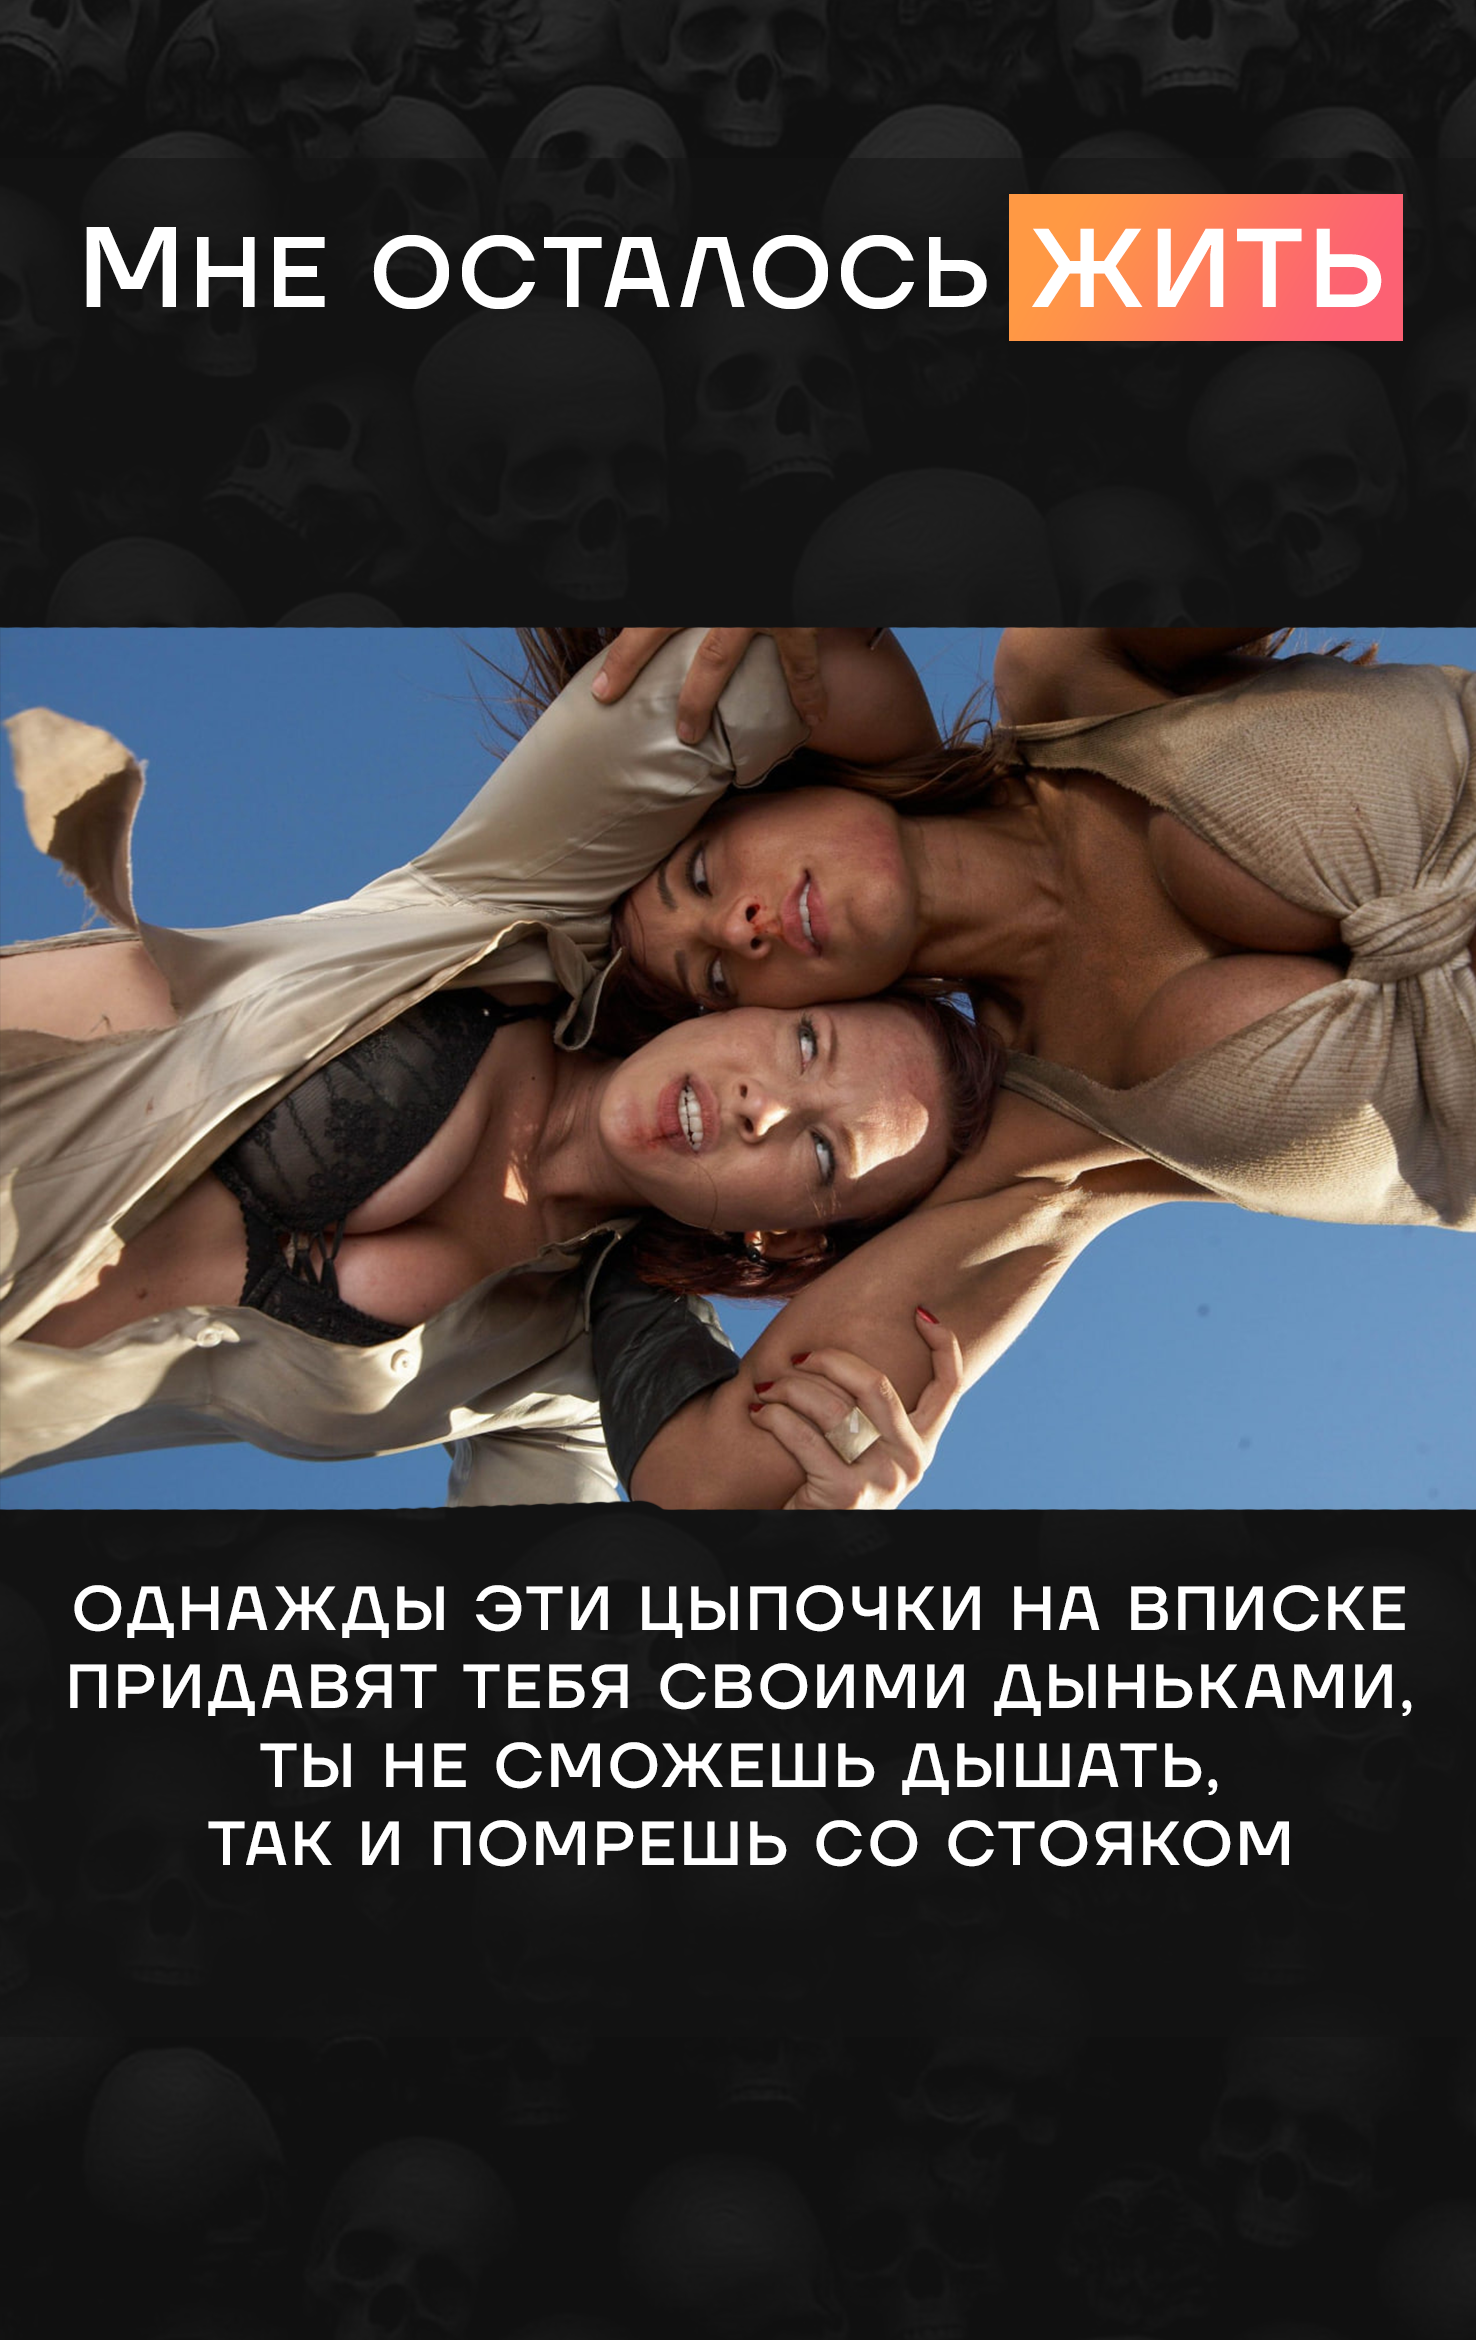 Мне осталось жить
однажды эти цыпочки на вписке
придавят тебя своими дыньками,
ты не сможешь дышать,
так и помрешь со стояком